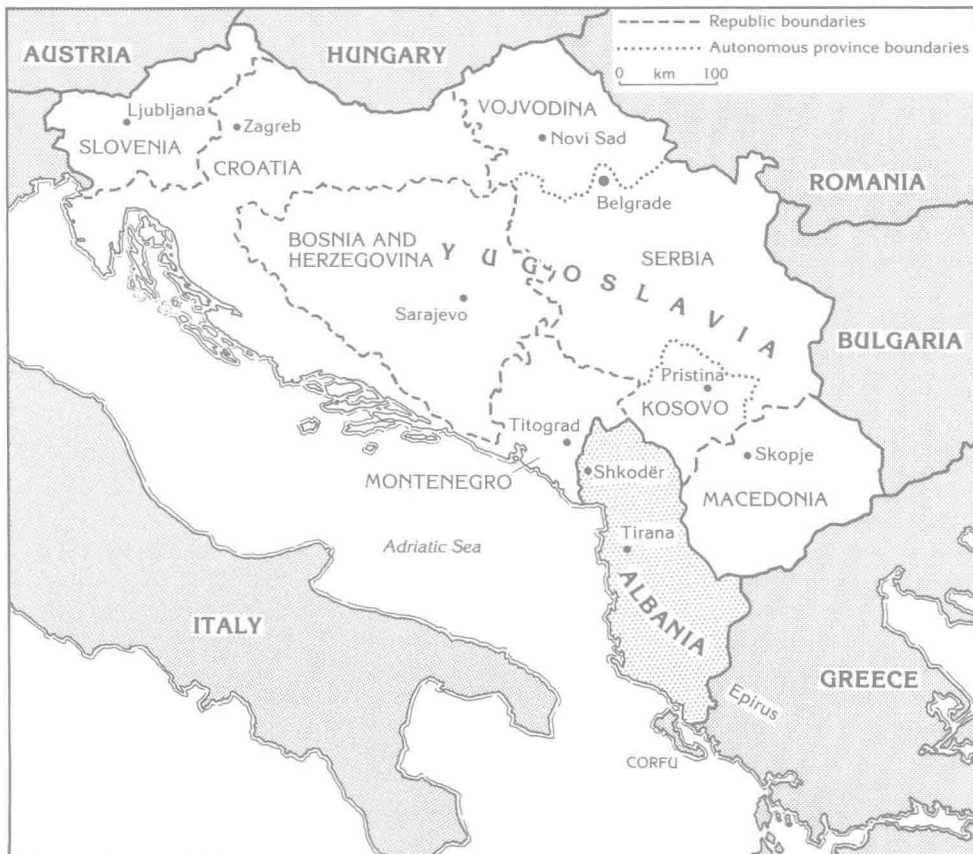 Republic boundaries
Autonomous province boundaries
0 km 100
AUSTRIA
HUNGARY
VOJVODINA
Ljubljana
Zagreb
Novi Sad
SLOVENIA
CROATIA
ROMANIA
Belgrade
BOSNIA AND
HERZEGOVINA
YUGOSLAVIA
SERBIA
Sarajevo
BULGARIA
Pristina
KOSOVO
Titograd
Skopje
Shkodër
MONTENEGRO
MACEDONIA
Tirana
Adriatic Sea
ALBANIA
ITALY
GREECE
Epirus
CORFU